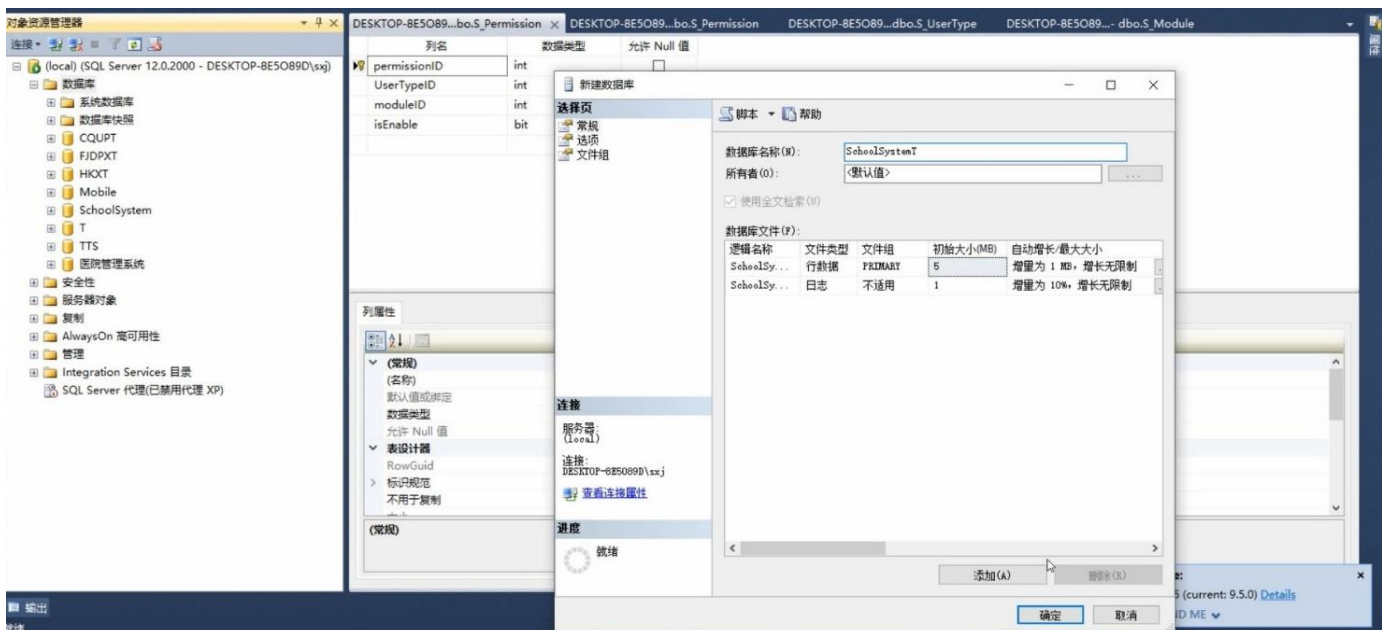 对象资源管理器
连接
(local) (SQL Server 12.0.2000 - DESKTOP-8E5O89D\sxj)
数据库
系统数据库
数据库快照
CQUPT
FJDPXT
HKXT
Mobile
SchoolSystem
T
TTS
医院管理系统
安全性
服务器对象
复制
AlwaysOn 高可用性
管理
Integration Services 目录
SQL Server 代理(已禁用代理 XP)
输出
就绪
DESKTOP-8E5O89...bo.S_Permission
DESKTOP-8E5O89...bo.S_Permission
DESKTOP-8E5O89...dbo.S_UserType
DESKTOP-8E5O89...- dbo.S_Module
属性
列名 数据类型 允许 Null 值
permissionID int
UserTypeID int
moduleID int
isEnable bit
列属性
(常规)
(名称)
默认值或绑定
数据类型
允许 Null 值
表设计器
RowGuid
标识规范
不用于复制
(常规)
新建数据库
选择页
常规
选项
文件组
连接
服务器:
(local)
连接:
DESKTOP-8E5O89D\sxj
查看连接属性
进度
就绪
脚本 帮助
数据库名称(N): SchoolSystemT
所有者(O): <默认值> ...
使用全文检索(U)
数据库文件(F):
逻辑名称 文件类型 文件组 初始大小(MB) 自动增长/最大大小
SchoolSy... 行数据 PRIMARY 5 增量为 1 MB，增长无限制
SchoolSy... 日志 不适用 1 增量为 10%，增长无限制
添加(A) 删除(R)
确定 取消
(current: 9.5.0) Details
ME